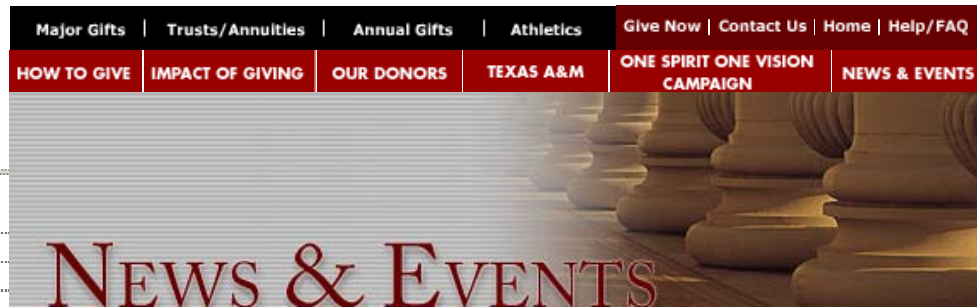 Major Gifts | Trusts/Annuities | Annual Gifts | Athletics Give Now | Contact Us | Home | Help/FAQ
HOW TO GIVE IMPACT OF GIVING OUR DONORS TEXAS A&M ONE SPIRIT ONE VISION CAMPAIGN NEWS & EVENTS
NEWS & EVENTS